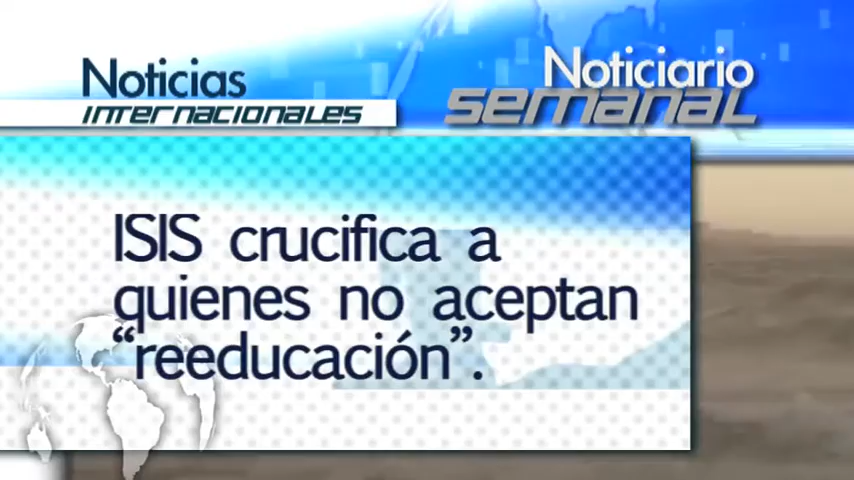 Noticias
internacionales
Noticiario
semanal
ISIS crucifica a
quienes no aceptan
“reeducación”.